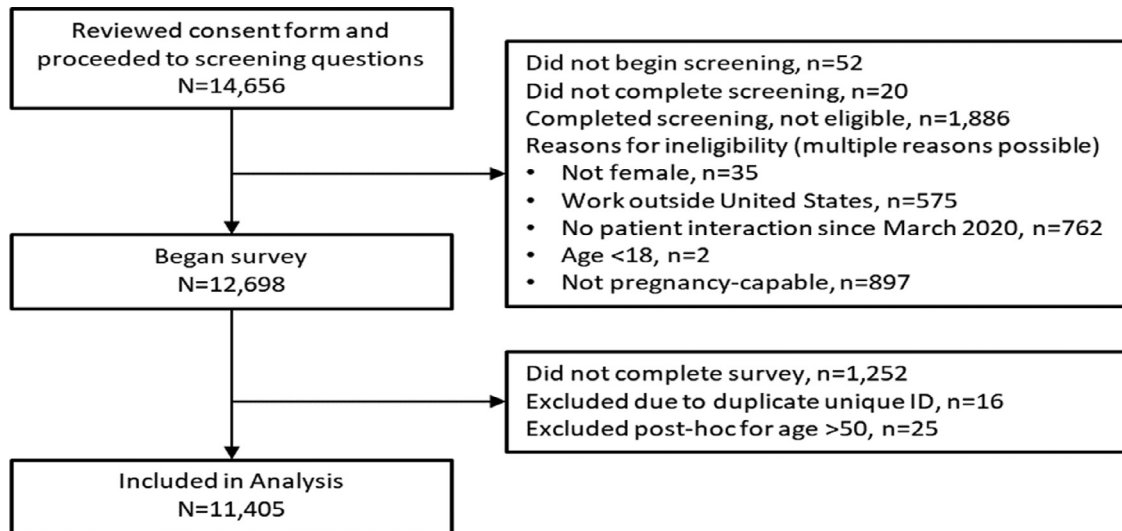 Reviewed consent form and
proceeded to screening questions
N=14,656
Did not begin screening, n=52
Did not complete screening, n=20
Completed screening, not eligible, n=1,886
Reasons for ineligibility (multiple reasons possible)
• Not female, n=35
• Work outside United States, n=575
• No patient interaction since March 2020, n=762
• Age <18, n=2
• Not pregnancy-capable, n=897
Began survey
N=12,698
Did not complete survey, n=1,252
Excluded due to duplicate unique ID, n=16
Excluded post-hoc for age >50, n=25
Included in Analysis
N=11,405